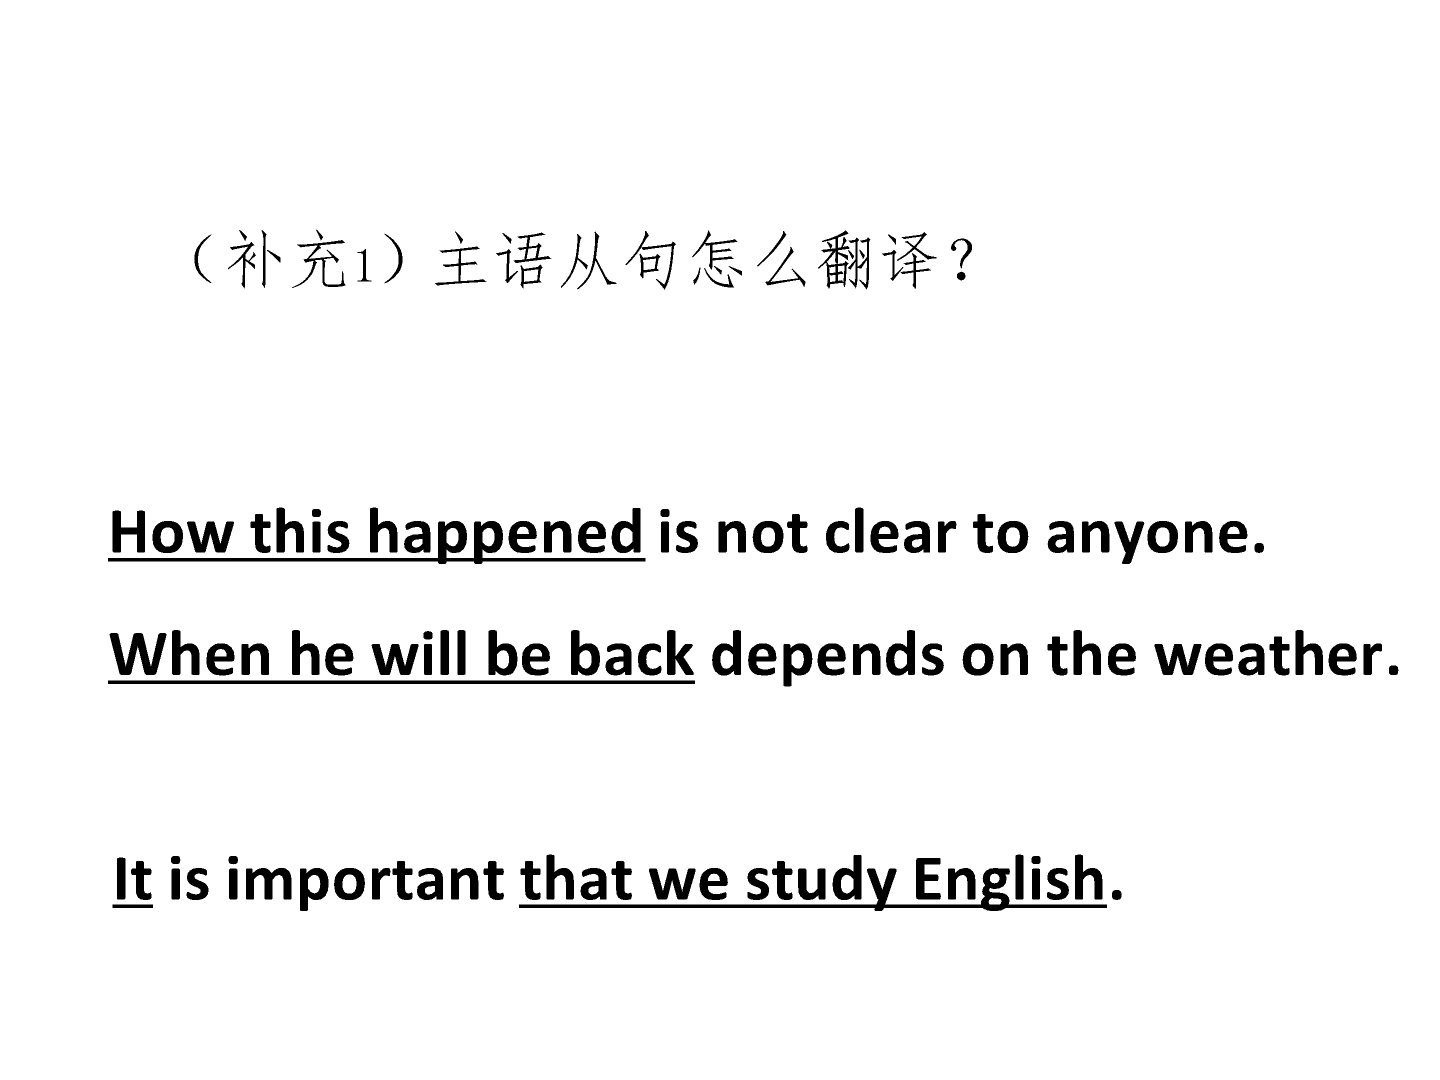 （补充1）主语从句怎么翻译？
How this happened is not clear to anyone.
When he will be back depends on the weather.
It is important that we study English.